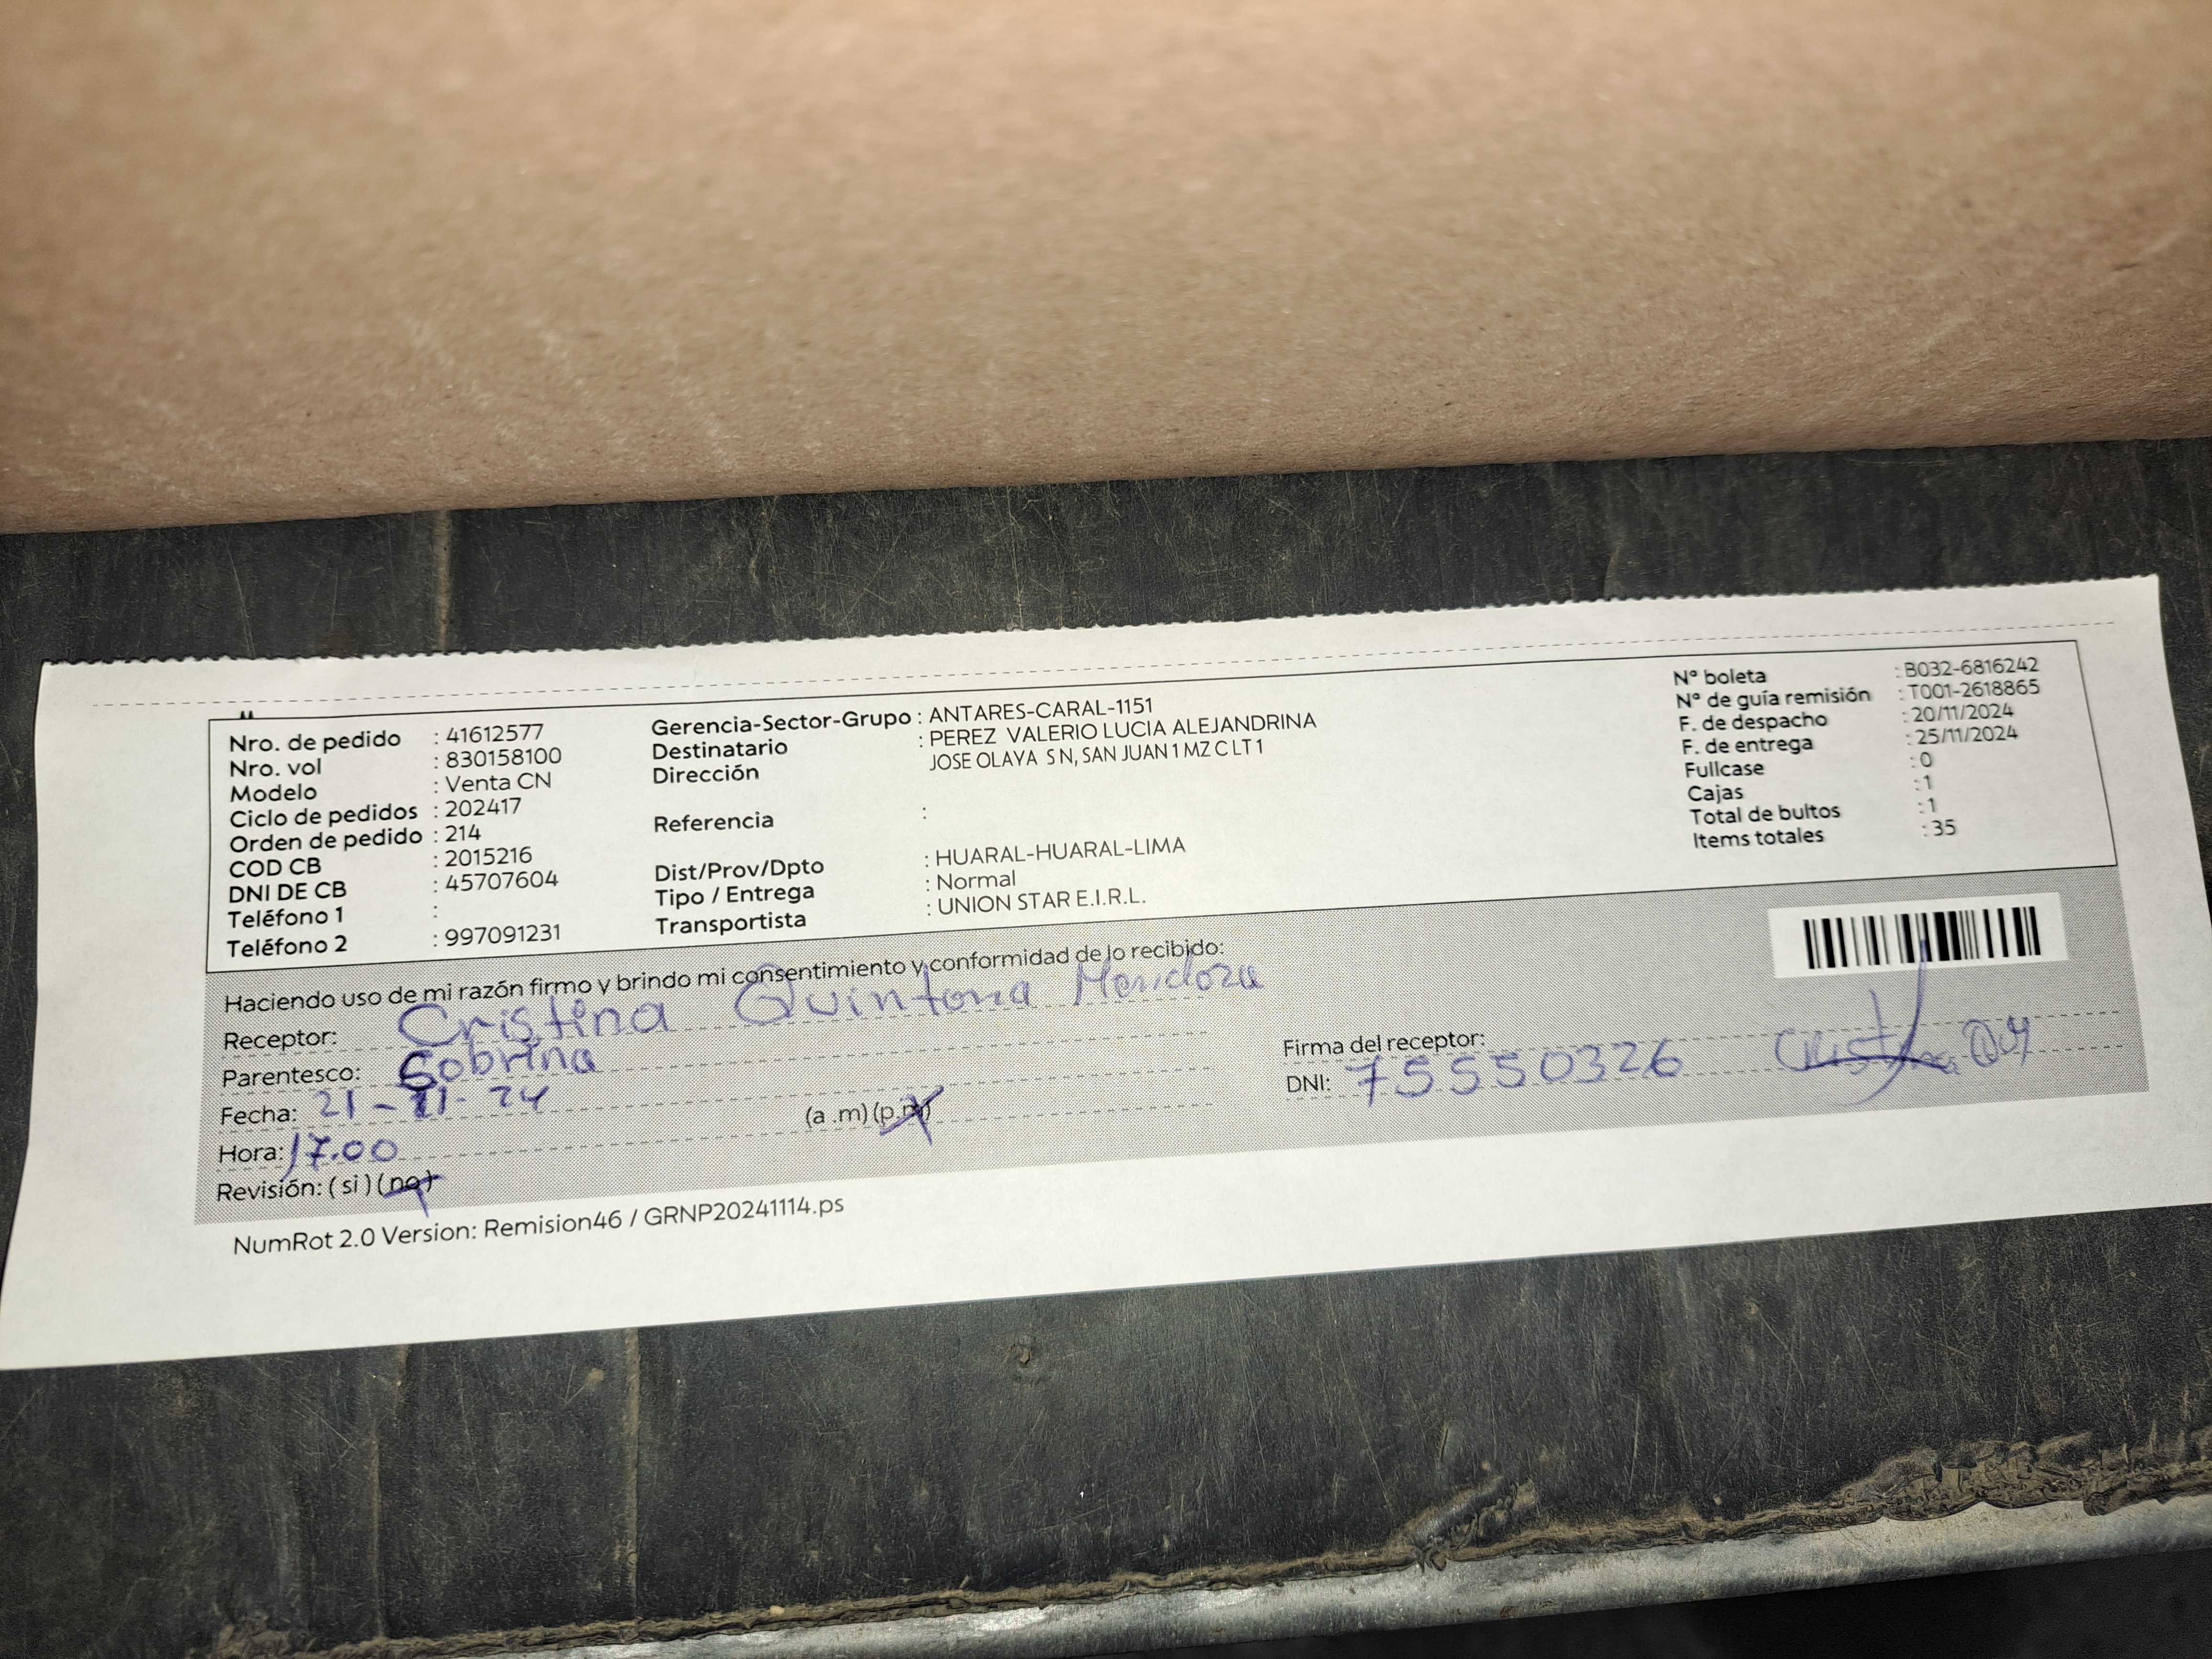 Nro. de pedido : 41612577
Nro. vol : 830158100
Modelo : Venta CN
Ciclo de pedidos : 202417
Orden de pedido : 214
COD CB : 2015216
DNI DE CB : 45707604
Teléfono 1 :
Teléfono 2 : 997091231
Gerencia-Sector-Grupo : ANTARES-CARAL-1151
Destinatario : PEREZ VALERIO LUCIA ALEJANDRINA
Dirección JOSE OLAYA S N, SAN JUAN 1 MZ C LT 1
Referencia :
Dist/Prov/Dpto : HUARAL-HUARAL-LIMA
Tipo / Entrega : Normal
Transportista : UNION STAR E.I.R.L.
N° boleta : B032-6816242
N° de guía remisión : T001-2618865
F. de despacho : 20/11/2024
F. de entrega : 25/11/2024
Fullcase : 0
Cajas : 1
Total de bultos : 1
Items totales : 35
Haciendo uso de mi razón firmo y brindo mi consentimiento y conformidad de lo recibido:
Receptor: Cristina Quintana Mendoza
Parentesco: Sobrina
Fecha: 21-11-24
Hora: 17.00 (a .m) (p.m)
Revisión: (si) (no)
Firma del receptor: Cristina
DNI: 75550326
NumRot 2.0 Version: Remision46 / GRNP20241114.ps